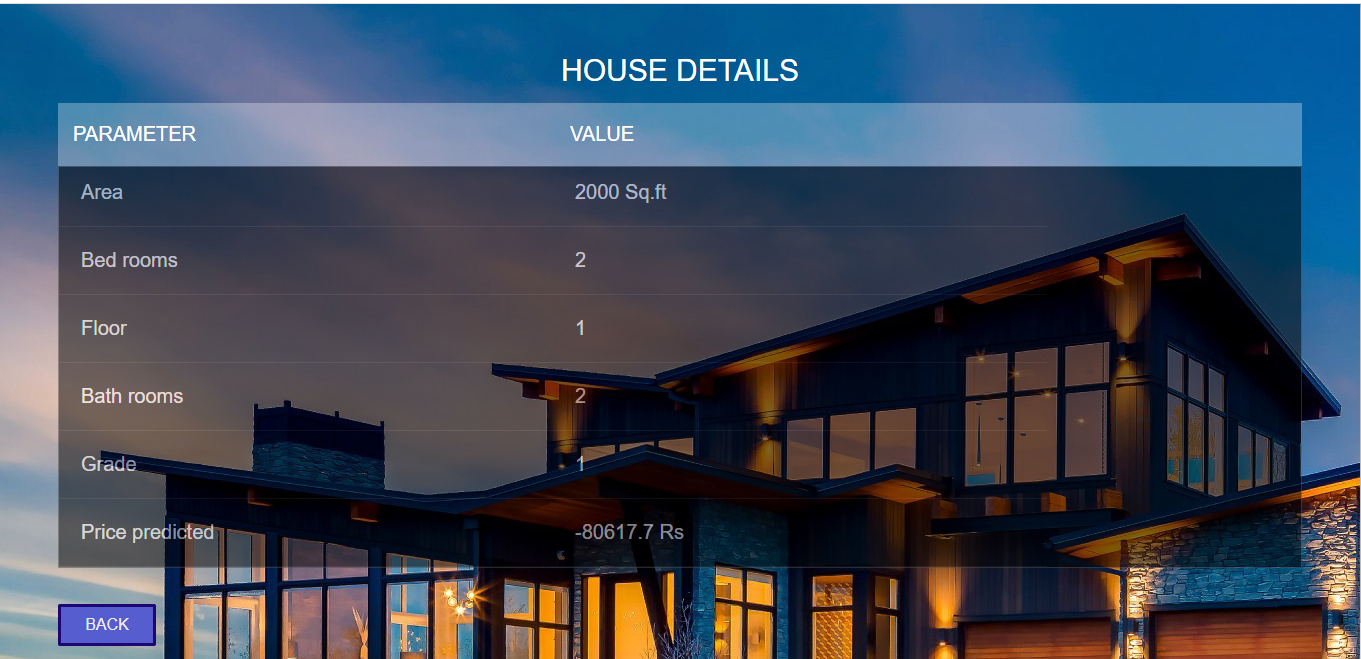 HOUSE DETAILS
PARAMETER VALUE
Area 2000 Sq.ft
Bed rooms 2
Floor 1
Bath rooms 2
Grade 1
Price predicted -80617.7 Rs
BACK